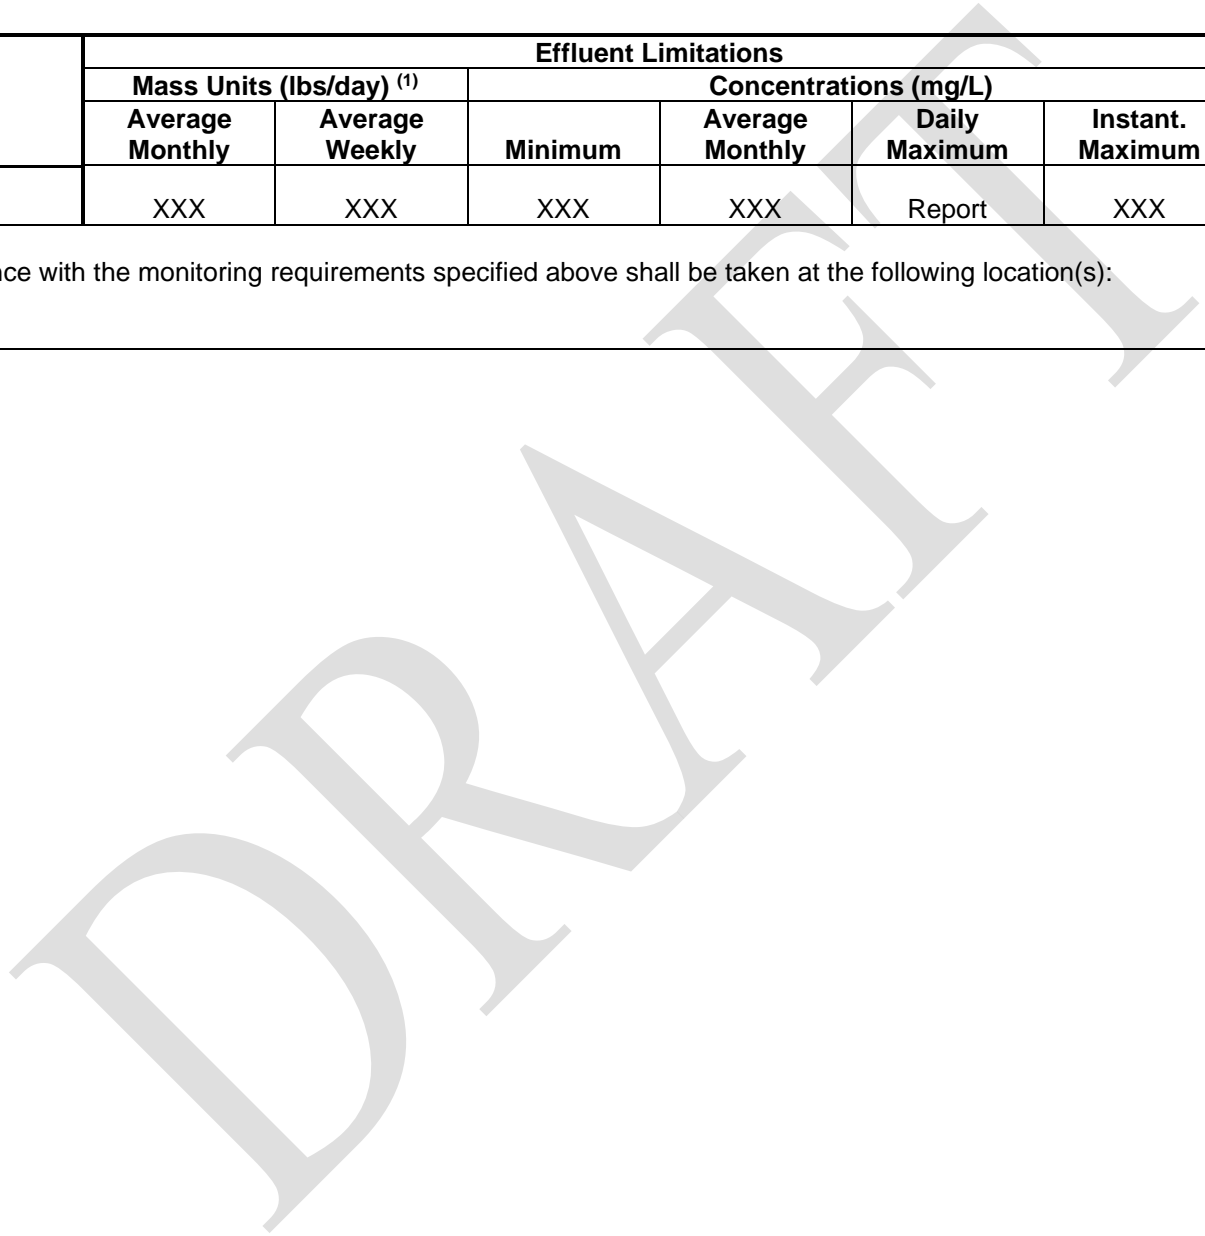 Effluent Limitations
Mass Units (lbs/day) (1) Concentrations (mg/L)
Average Monthly Average Weekly Minimum Average Monthly Daily Maximum Instant. Maximum
XXX XXX XXX XXX Report XXX
with the monitoring requirements specified above shall be taken at the following location(s):
DRAFT